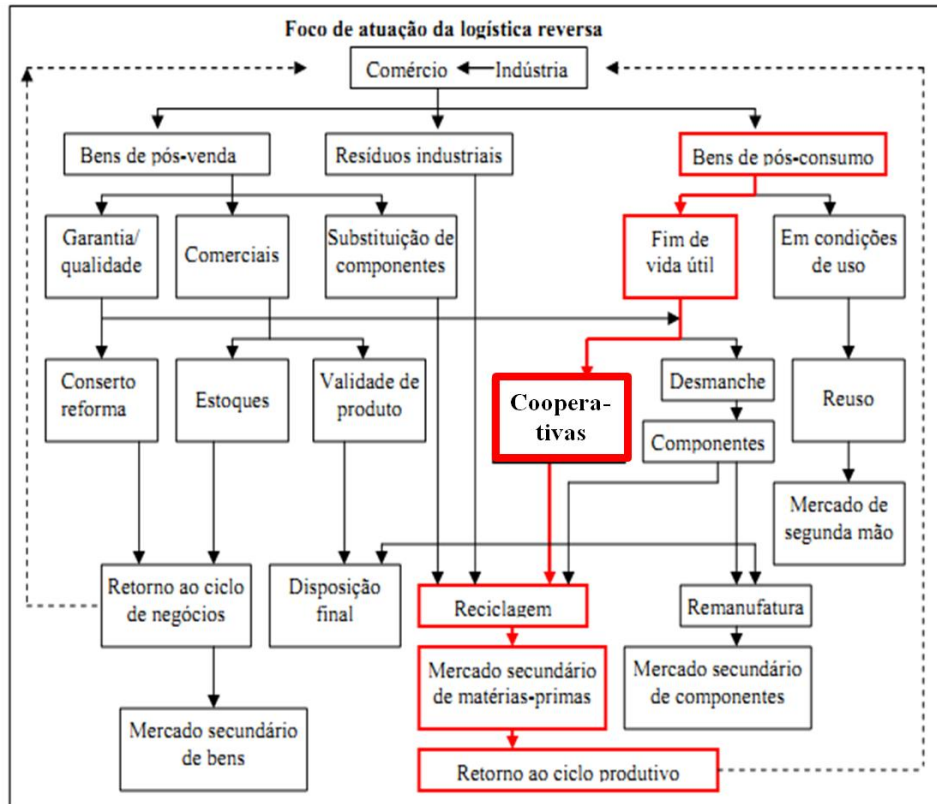 Foco de atuação da logística reversa
Comércio
Indústria
Bens de pós-venda
Resíduos industriais
Bens de pós-consumo
Garantia/
qualidade
Comerciais
Substituição de
componentes
Fim de
vida útil
Em condições
de uso
Conserto
reforma
Estoques
Validade de
produto
Coopera-
tivas
Desmanche
Componentes
Reuso
Mercado de
segunda mão
Retorno ao ciclo
de negócios
Disposição
final
Reciclagem
Remanufatura
Mercado secundário
de matérias-primas
Mercado secundário
de componentes
Mercado secundário
de bens
Retorno ao ciclo produtivo